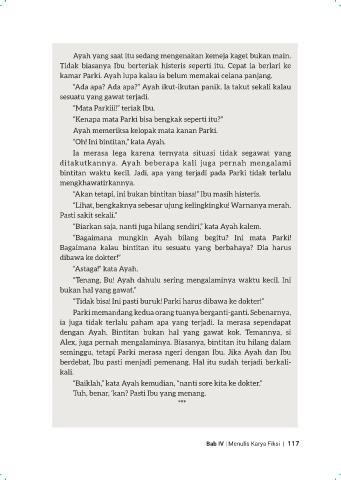 Ayah yang saat itu sedang mengenakan kemeja kaget bukan main.
Tidak biasanya Ibu berteriak histeris seperti itu. Cepat ia berlari ke
kamar Parki. Ayah lupa kalau ia belum memakai celana panjang.
"Ada apa? Ada apa?" Ayah ikut-ikutan panik. Ia takut sekali kalau
sesuatu yang gawat terjadi.
"Mata Parkiii!" teriak Ibu.
"Kenapa mata Parki bisa bengkak seperti itu?"
Ayah memeriksa kelopak mata kanan Parki.
"Oh! Ini bintitan," kata Ayah.
Ia merasa lega karena ternyata situasi tidak segawat yang
ditakutkannya. Ayah beberapa kali juga pernah mengalami
bintitan waktu kecil. Jadi, apa yang terjadi pada Parki tidak terlalu
mengkhawatirkannya.
"Akan tetapi, ini bukan bintitan biasa!" Ibu masih histeris.
"Lihat, bengkaknya sebesar ujung kelingkingku! Warnanya merah.
Pasti sakit sekali."
"Biarkan saja, nanti juga hilang sendiri," kata Ayah kalem.
"Bagaimana mungkin Ayah bilang begitu? Ini mata Parki!
Bagaimana kalau bintitan itu sesuatu yang berbahaya? Dia harus
dibawa ke dokter!"
"Astaga!" kata Ayah.
"Tenang, Bu! Ayah dahulu sering mengalaminya waktu kecil. Ini
bukan hal yang gawat."
"Tidak bisa! Ini pasti buruk! Parki harus dibawa ke dokter!"
Parki memandang kedua orang tuanya berganti-ganti. Sebenarnya,
ia juga tidak terlalu paham apa yang terjadi. Ia merasa sependapat
dengan Ayah. Bintitan bukan hal yang gawat kok. Temannya, si
Alex, juga pernah mengalaminya. Biasanya, bintitan itu hilang dalam
seminggu, tetapi Parki merasa ngeri dengan Ibu. Jika Ayah dan Ibu
berdebat, Ibu pasti menjadi pemenang. Hal itu sudah terjadi berkali-
kali.
"Baiklah," kata Ayah kemudian, "nanti sore kita ke dokter."
Tuh, benar, 'kan? Pasti Ibu yang menang.
***
Bab IV | Menulis Karya Fiksi | 117